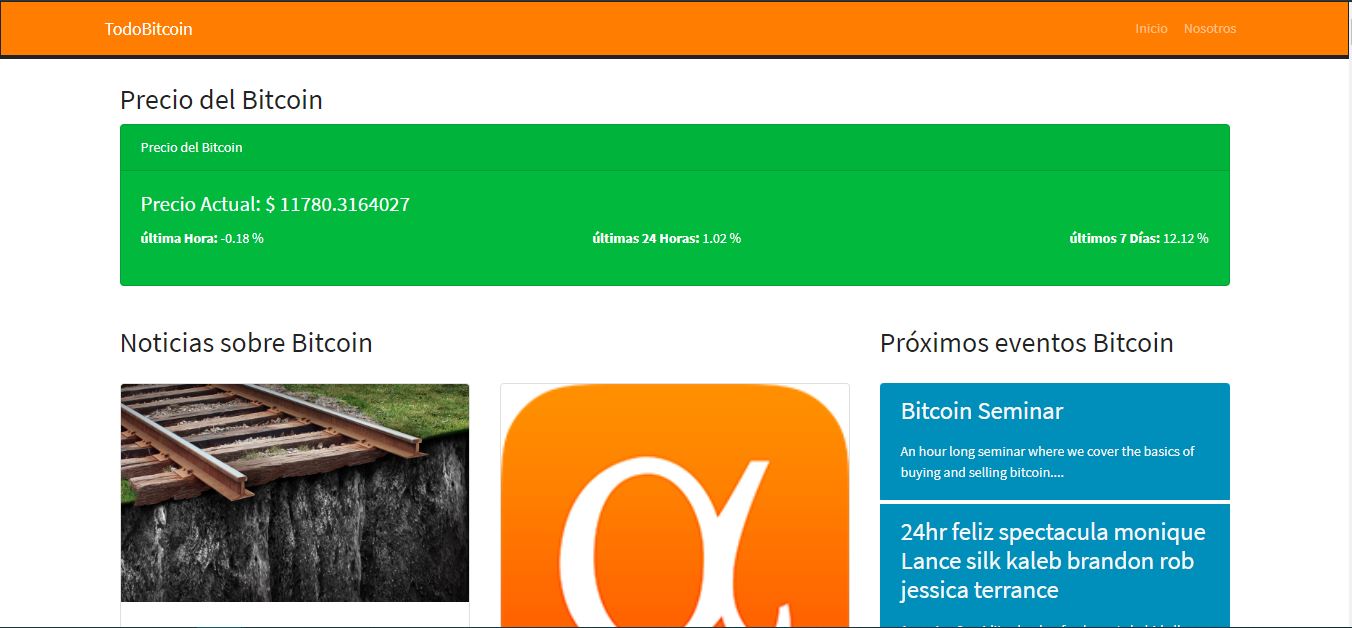 TodoBitcoin
Inicio Nosotros
Precio del Bitcoin
Precio del Bitcoin
Precio Actual: $ 11780.3164027
última Hora: -0.18 % últimas 24 Horas: 1.02 % últimos 7 Días: 12.12 %
Noticias sobre Bitcoin
Próximos eventos Bitcoin
Bitcoin Seminar
An hour long seminar where we cover the basics of
buying and selling bitcoin....
24hr feliz spectacula monique
Lance silk kaleb brandon rob
jessica terrance